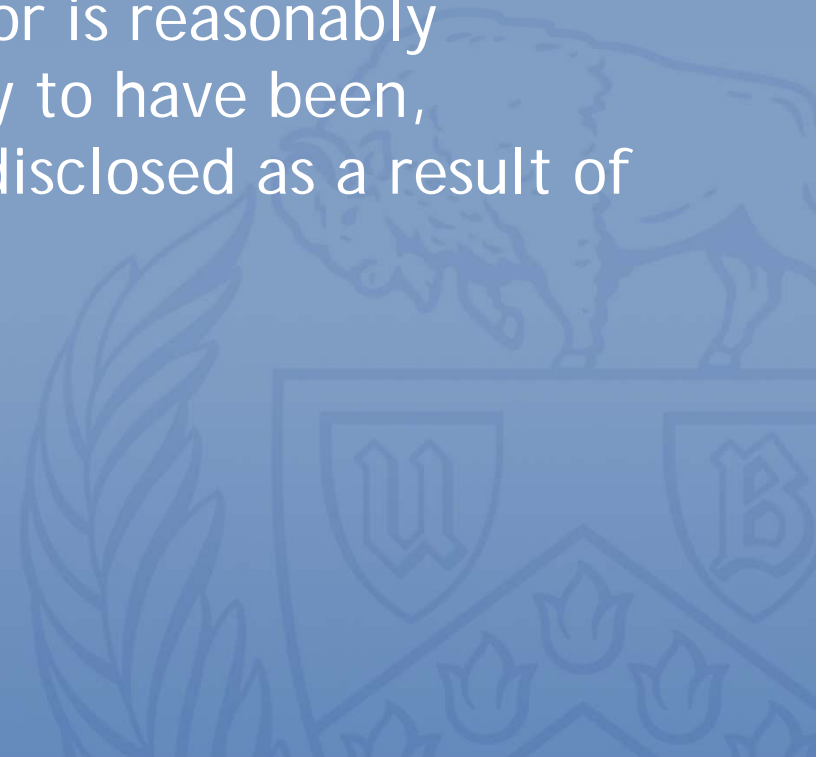 or is reasonably
y to have been,
disclosed as a result of
U B